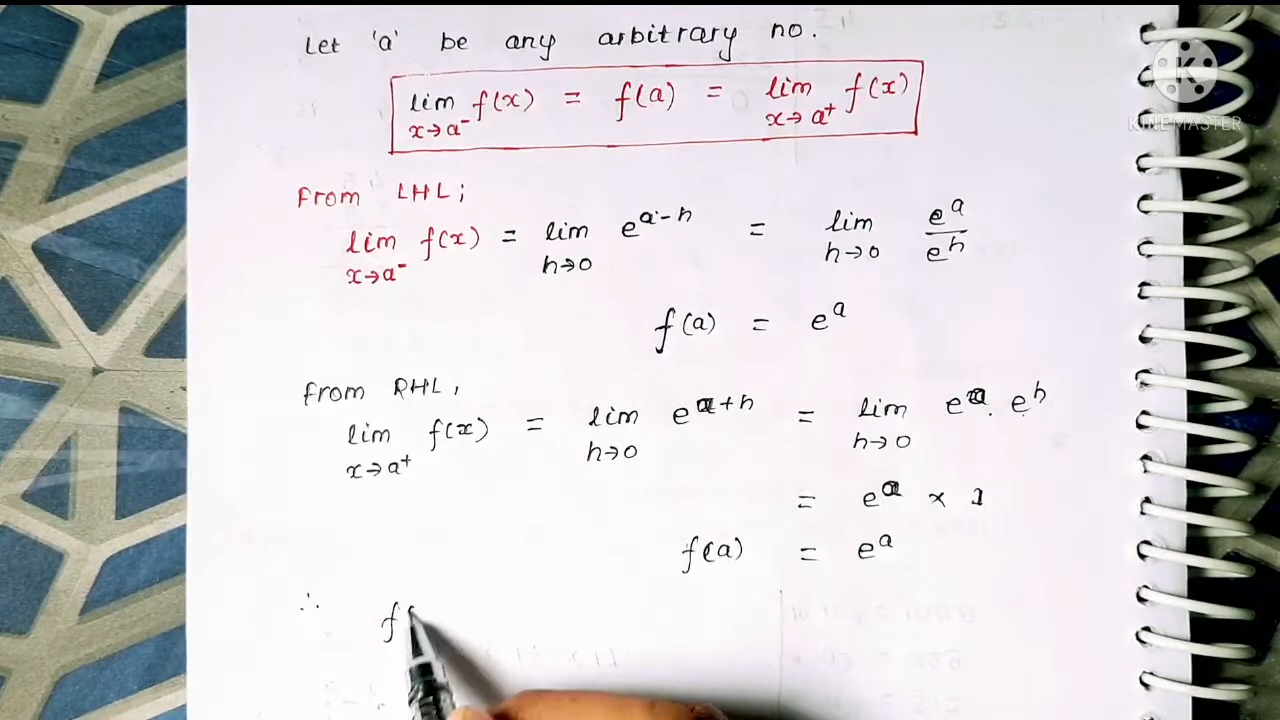 Let 'a' be any arbitrary no.
lim x→a⁻ f(x) = f(a) = lim x→a⁺ f(x)
K
KINEMASTER
From LHL;
lim x→a⁻ f(x) = lim h→0 e^(a-h) = lim h→0 e^a / e^h
f(a) = e^a
From RHL,
lim x→a⁺ f(x) = lim h→0 e^(a+h) = lim h→0 e^a . e^h
= e^a × 1
f(a) = e^a
∴ f